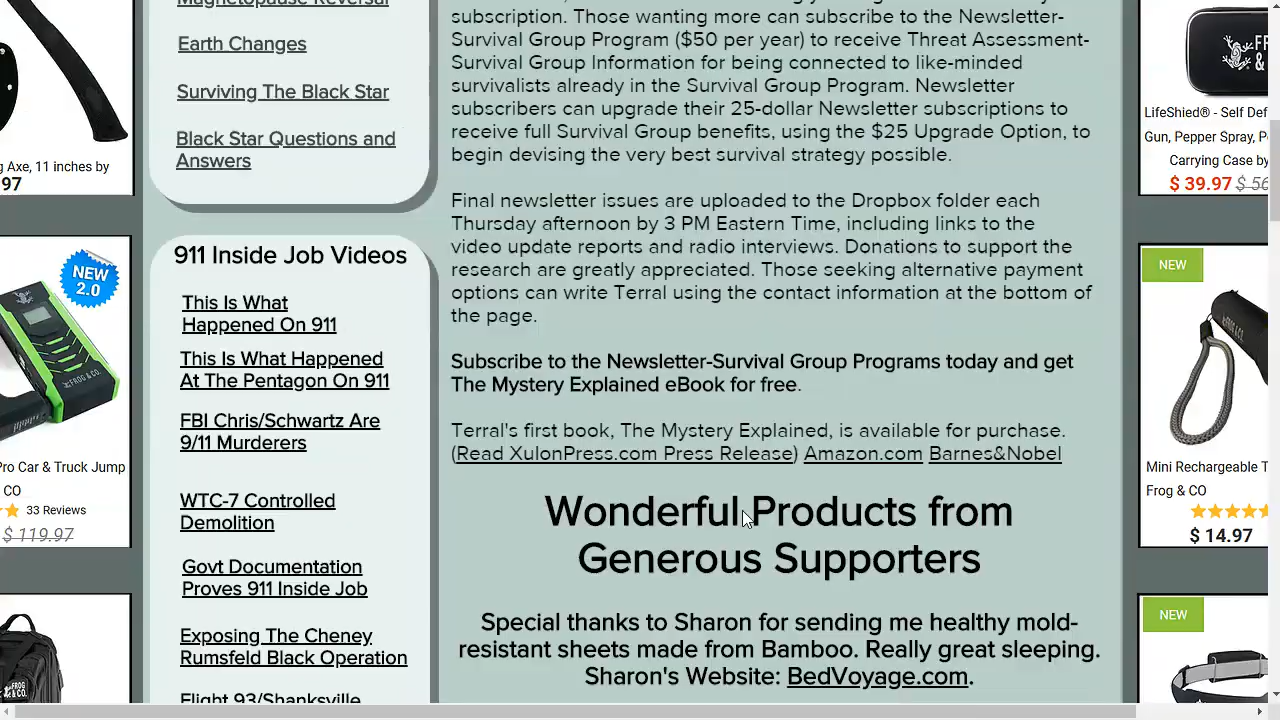 Magnetopause Reversal
Earth Changes
Surviving The Black Star
Black Star Questions and
Answers
911 Inside Job Videos
This Is What
Happened On 911
This Is What Happened
At The Pentagon On 911
FBI Chris/Schwartz Are
9/11 Murderers
WTC-7 Controlled
Demolition
Govt Documentation
Proves 911 Inside Job
Exposing The Cheney
Rumsfeld Black Operation
Flight 93/Shanksville
subscription. Those wanting more can subscribe to the Newsletter-
Survival Group Program ($50 per year) to receive Threat Assessment-
Survival Group Information for being connected to like-minded
survivalists already in the Survival Group Program. Newsletter
subscribers can upgrade their 25-dollar Newsletter subscriptions to
receive full Survival Group benefits, using the $25 Upgrade Option, to
begin devising the very best survival strategy possible.
Final newsletter issues are uploaded to the Dropbox folder each
Thursday afternoon by 3 PM Eastern Time, including links to the
video update reports and radio interviews. Donations to support the
research are greatly appreciated. Those seeking alternative payment
options can write Terral using the contact information at the bottom of
the page.
Subscribe to the Newsletter-Survival Group Programs today and get
The Mystery Explained eBook for free.
Terral's first book, The Mystery Explained, is available for purchase.
(Read XulonPress.com Press Release) Amazon.com Barnes&Nobel
Wonderful Products from
Generous Supporters
Special thanks to Sharon for sending me healthy mold-
resistant sheets made from Bamboo. Really great sleeping.
Sharon's Website: BedVoyage.com.
g Axe, 11 inches by
97
NEW
2.0
FROG & CO.
Pro Car & Truck Jump
CO
33 Reviews
$ 119.97
FROG
& CO.
FR
&
LifeShied® - Self Def
Gun, Pepper Spray, P
Carrying Case by
$ 39.97 $ 56
NEW
Mini Rechargeable T
Frog & CO
$ 14.97
NEW